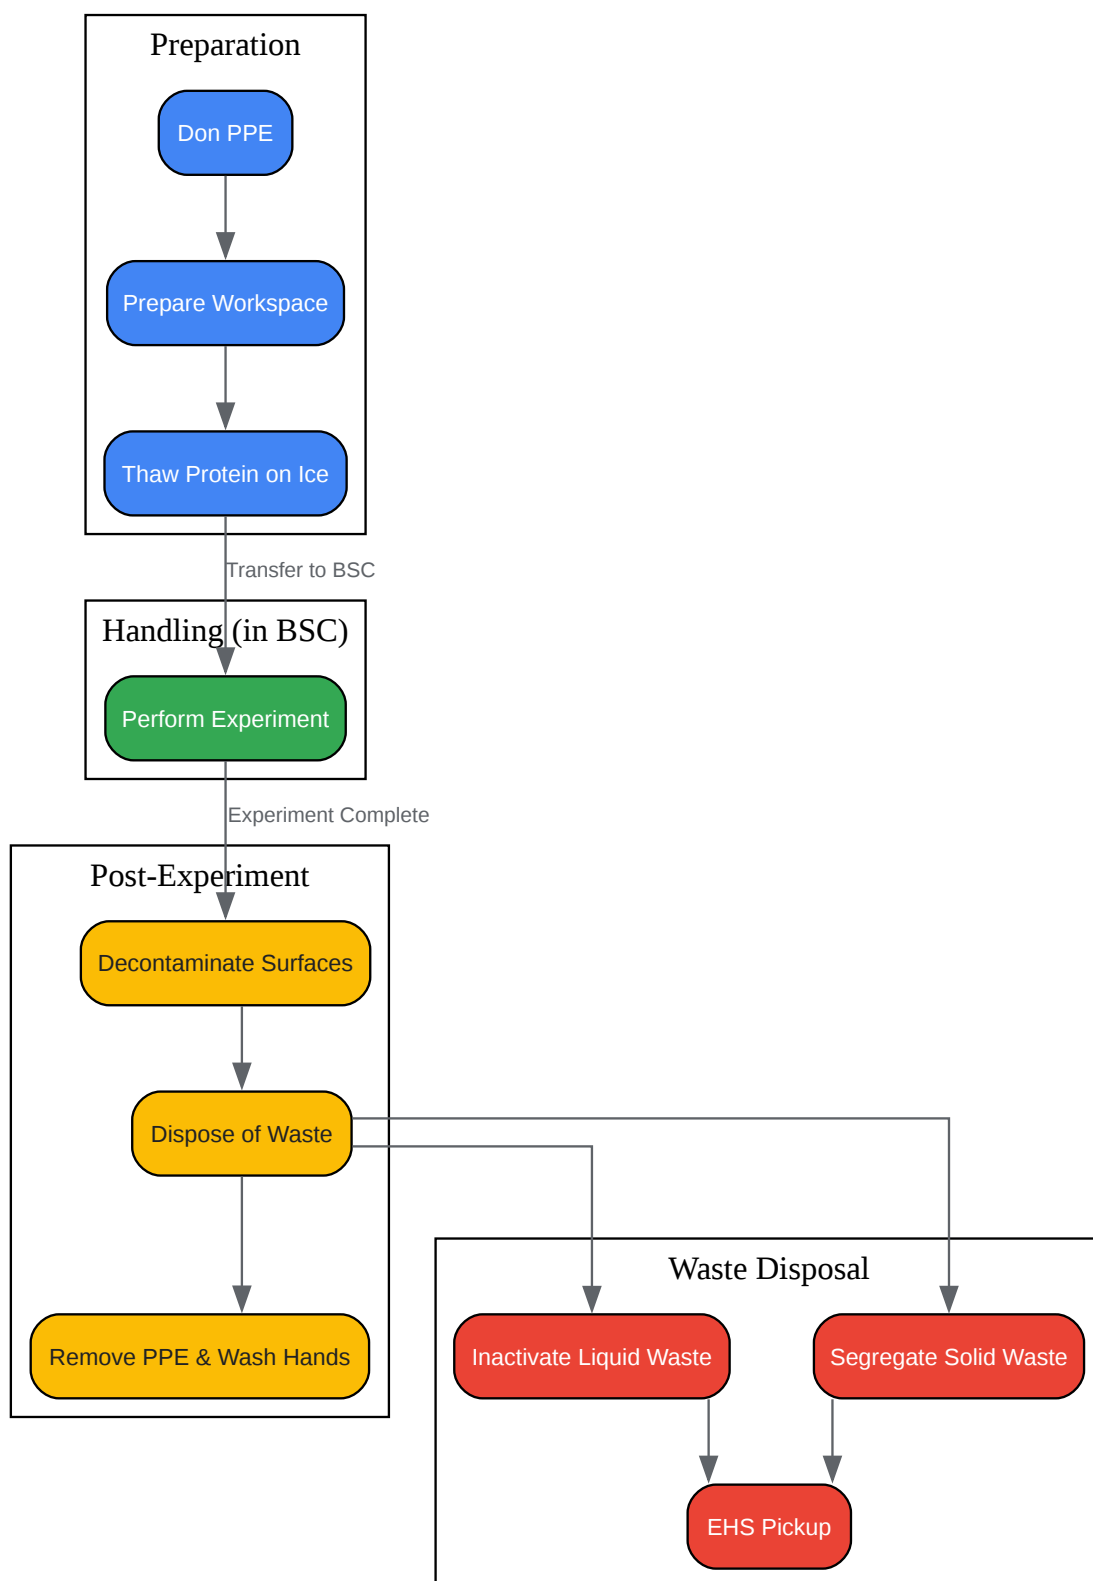 Preparation
Don PPE
Prepare Workspace
Thaw Protein on Ice
Transfer to BSC
Handling (in BSC)
Perform Experiment
Experiment Complete
Post-Experiment
Decontaminate Surfaces
Dispose of Waste
Waste Disposal
Remove PPE & Wash Hands
Inactivate Liquid Waste
Segregate Solid Waste
EHS Pickup